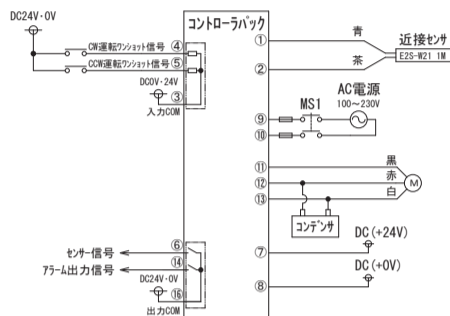 DC24V・0V
コントローラパック
CW運転ワンショット信号 ④
CCW運転ワンショット信号 ⑤
DC0V・24V
③
入力COM
① 青
② 茶
近接センサ
E2S-W21 1M
AC電源
100～230V
MS1
⑨
⑩
⑪ 黒
⑫ 赤
⑬ 白
M
コンデンサ
センサー信号 ⑥
アラーム出力信号 ⑭
DC24V・0V
⑯
出力COM
⑦ DC(+24V)
⑧ DC(+0V)